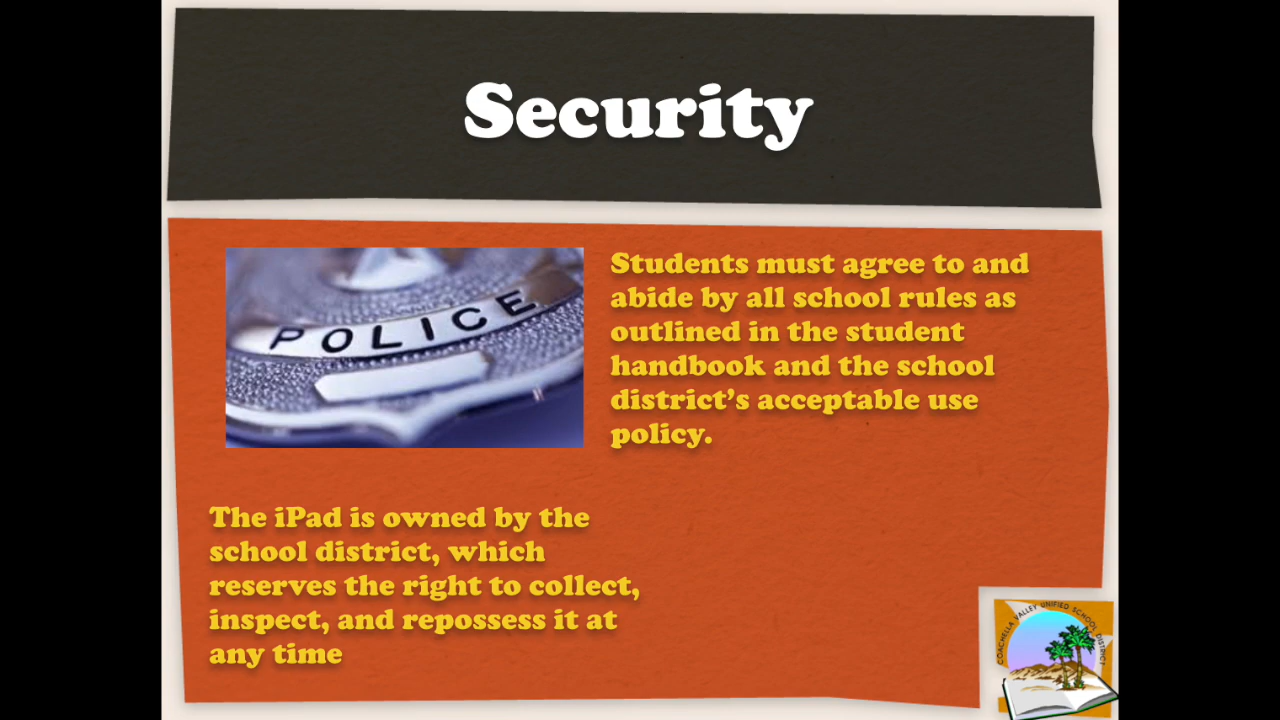 Security
POLICE
Students must agree to and
abide by all school rules as
outlined in the student
handbook and the school
district’s acceptable use
policy.
The iPad is owned by the
school district, which
reserves the right to collect,
inspect, and repossess it at
any time
COACHELLA VALLEY UNIFIED SCHOOL DISTRICT